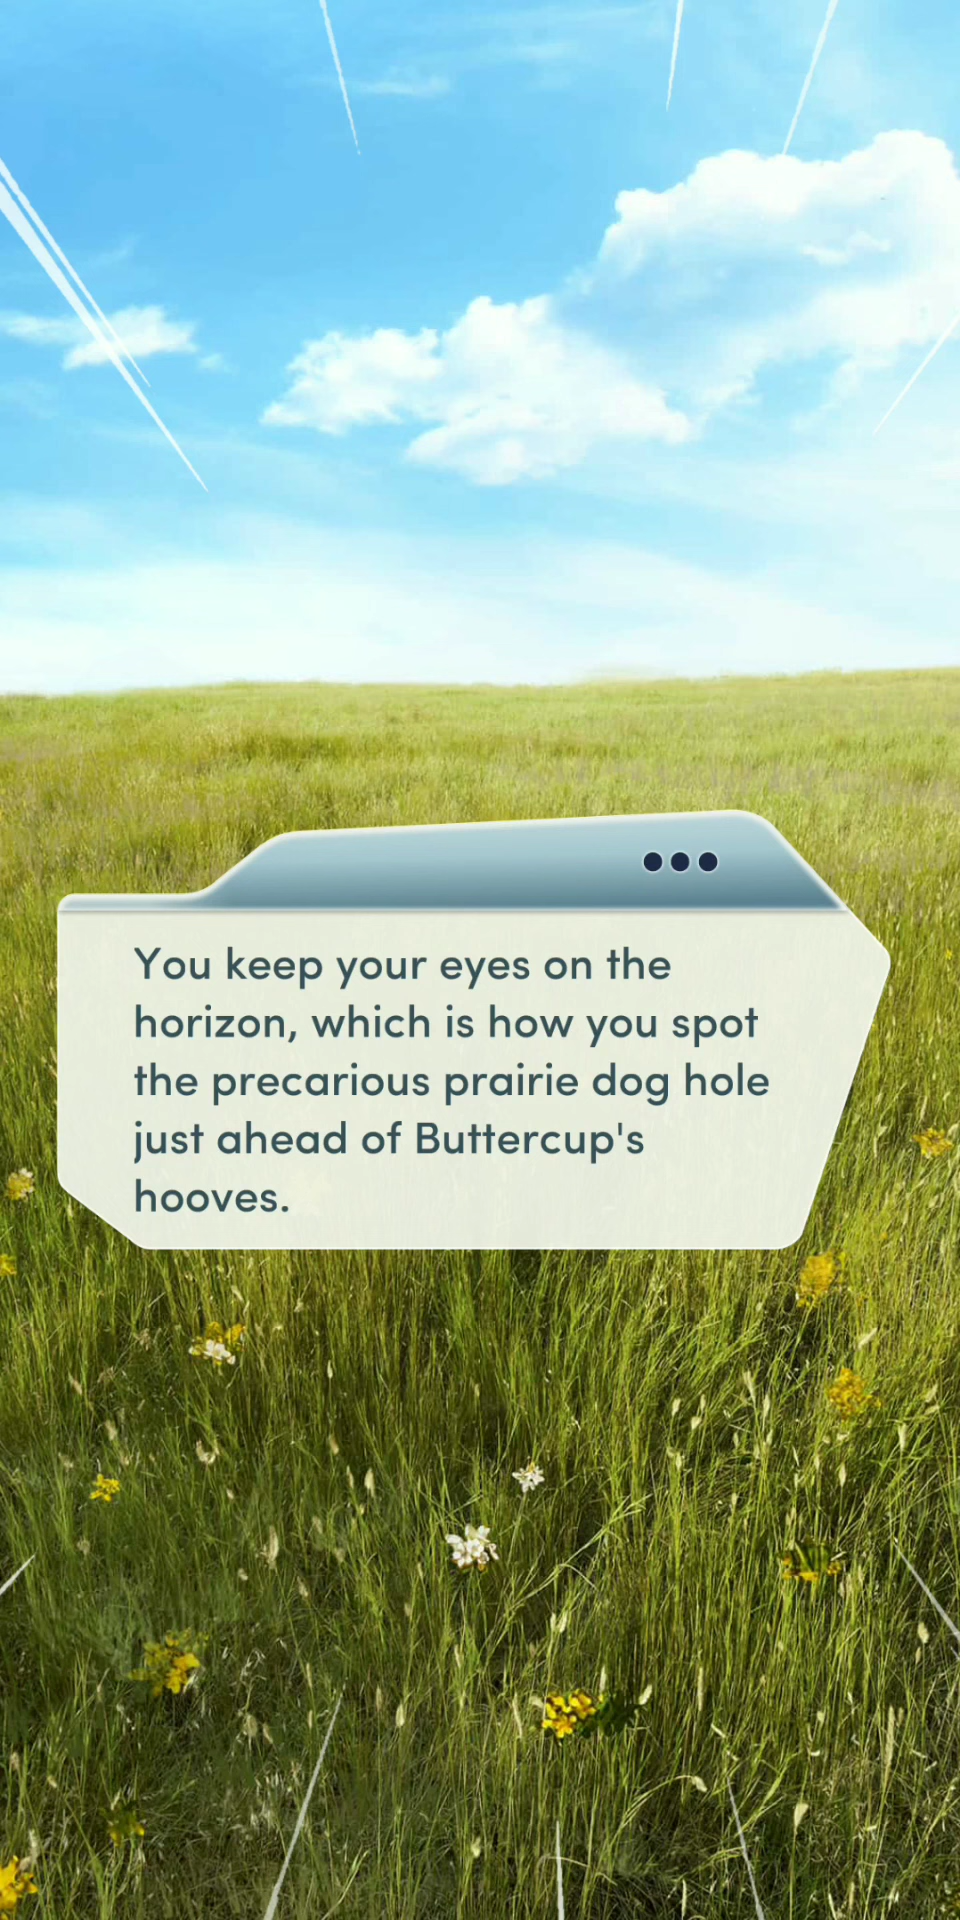 You keep your eyes on the
horizon, which is how you spot
the precarious prairie dog hole
just ahead of Buttercup's
hooves.